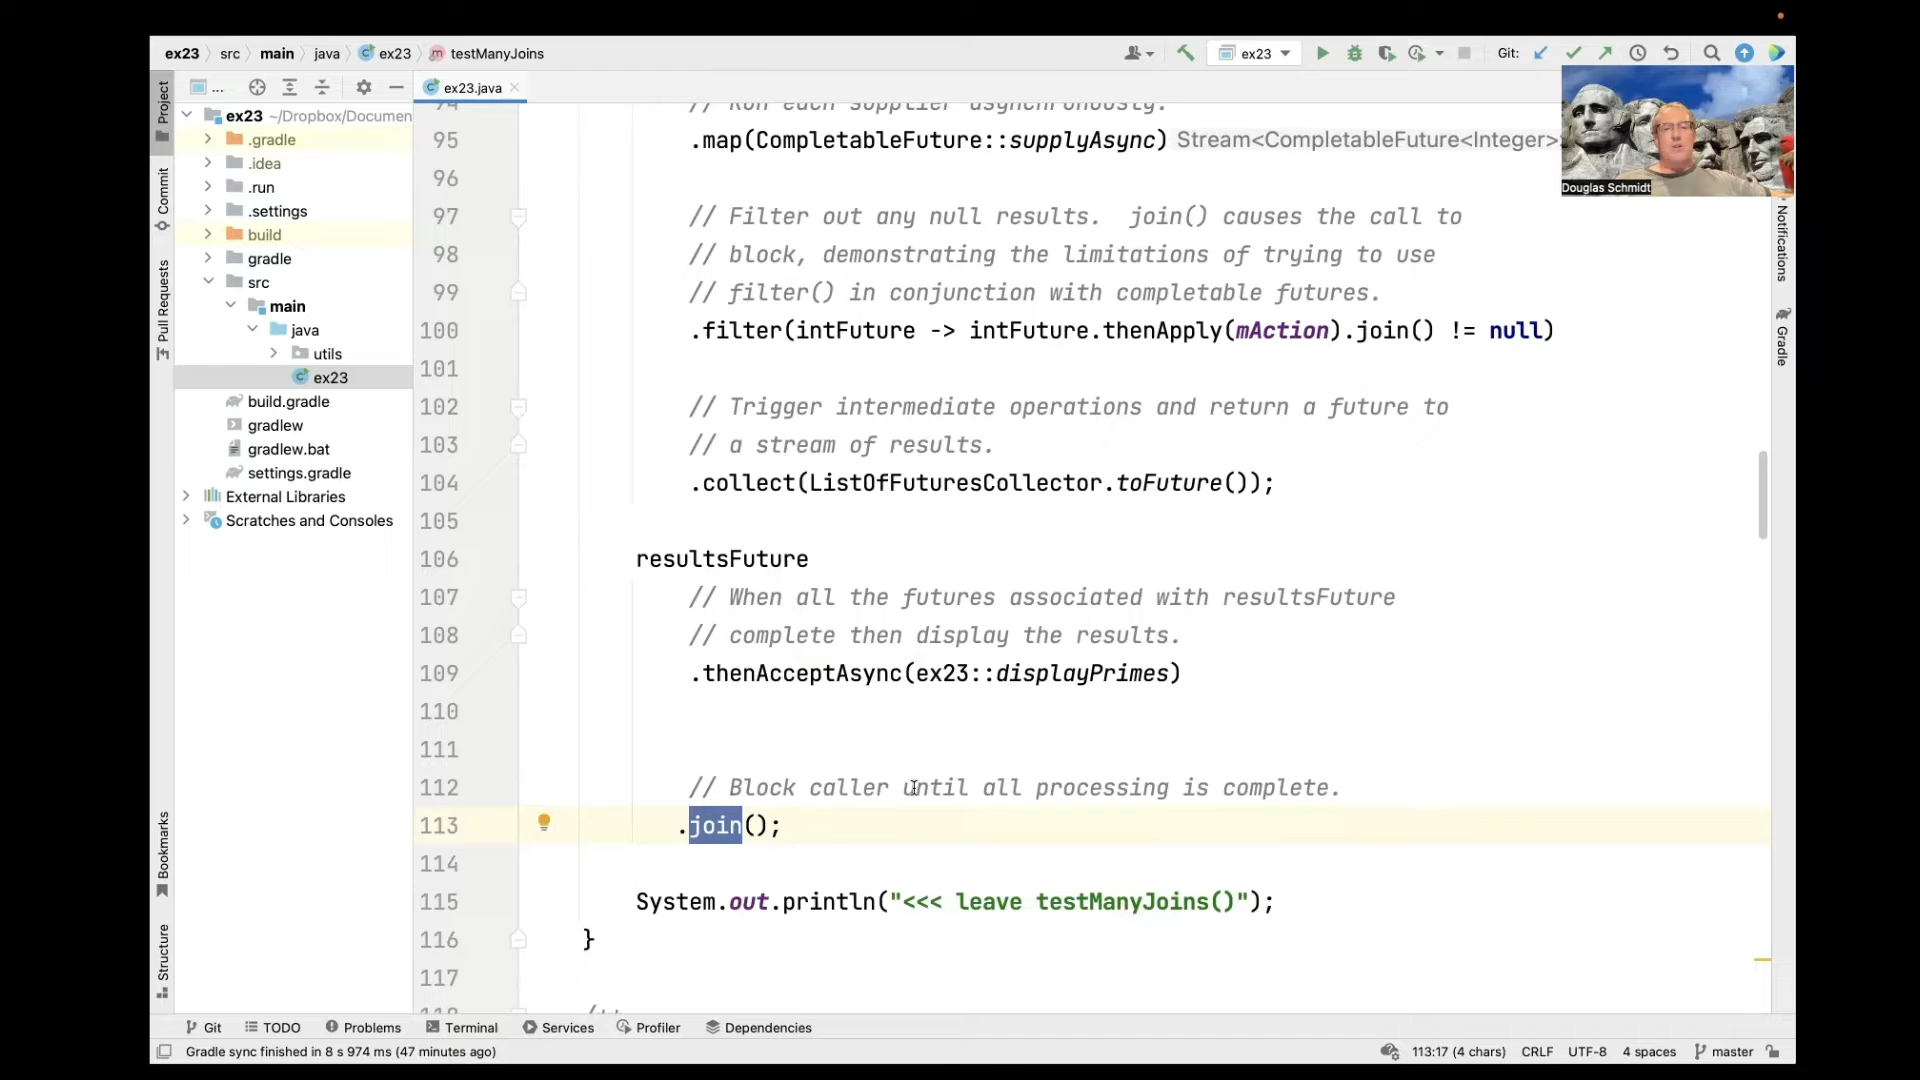 ex23 src main java ex23 testManyJoins
ex23
Git:
Project
...
ex23.java
ex23 ~/Dropbox/Documen
.gradle
.idea
.run
.settings
build
gradle
src
main
java
utils
ex23
build.gradle
gradlew
gradlew.bat
settings.gradle
External Libraries
Scratches and Consoles
Commit
Pull Requests
Bookmarks
Structure
94 // Run each supplier asynchronously.
95 .map(CompletableFuture::supplyAsync) Stream<CompletableFuture<Integer>>
96
97 // Filter out any null results.  join() causes the call to
98 // block, demonstrating the limitations of trying to use
99 // filter() in conjunction with completable futures.
100 .filter(intFuture -> intFuture.thenApply(mAction).join() != null)
101
102 // Trigger intermediate operations and return a future to
103 // a stream of results.
104 .collect(ListOfFuturesCollector.toFuture());
105
106 resultsFuture
107 // When all the futures associated with resultsFuture
108 // complete then display the results.
109 .thenAcceptAsync(ex23::displayPrimes)
110
111
112 // Block caller until all processing is complete.
113 .join();
114
115 System.out.println("<<< leave testManyJoins()");
116 }
117
Douglas Schmidt
Notifications
Gradle
Git TODO Problems Terminal Services Profiler Dependencies
Gradle sync finished in 8 s 974 ms (47 minutes ago)
113:17 (4 chars) CRLF UTF-8 4 spaces master